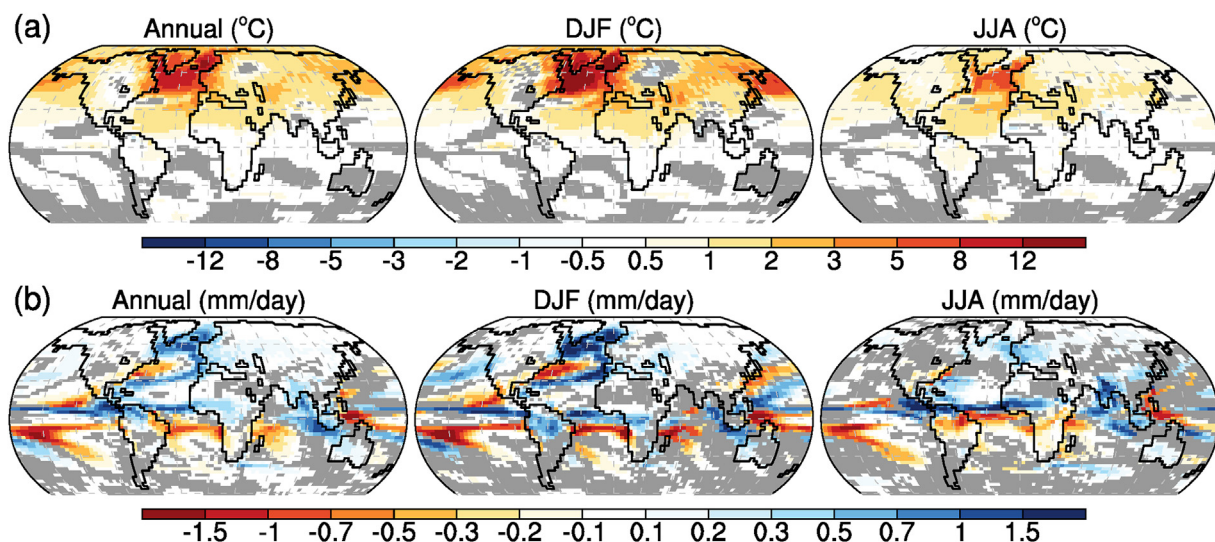 (a) Annual (°C) DJF (°C) JJA (°C)
-12 -8 -5 -3 -2 -1 -0.5 0.5 1 2 3 5 8 12
(b) Annual (mm/day) DJF (mm/day) JJA (mm/day)
-1.5 -1 -0.7 -0.5 -0.3 -0.2 -0.1 0.1 0.2 0.3 0.5 0.7 1 1.5